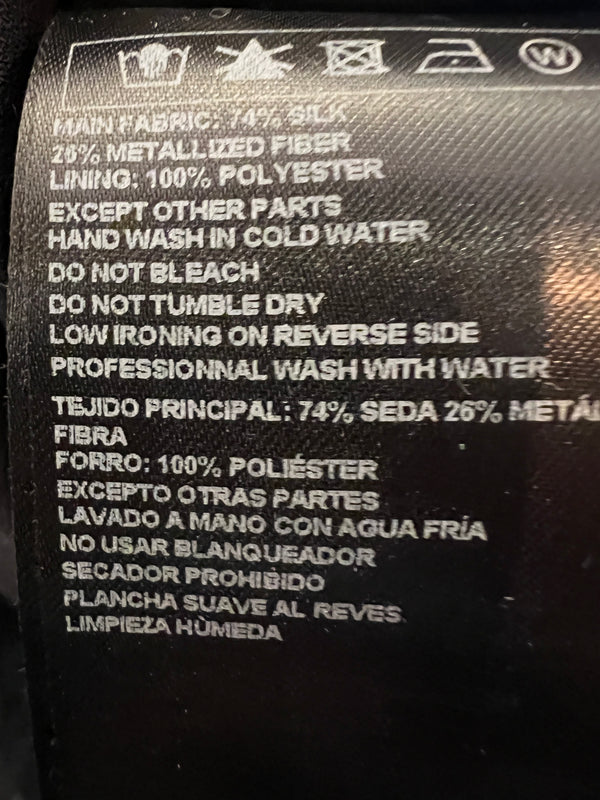 W
MAIN FABRIC: 74% SILK
26% METALLIZED FIBER
LINING: 100% POLYESTER
EXCEPT OTHER PARTS
HAND WASH IN COLD WATER
DO NOT BLEACH
DO NOT TUMBLE DRY
LOW IRONING ON REVERSE SIDE
PROFESSIONNAL WASH WITH WATER
TEJIDO PRINCIPAL: 74% SEDA 26%
FIBRA
FORRO: 100% POLIÉSTER
EXCEPTO OTRAS PARTES
LAVADO A MANO CON AGUA FRÍA
NO USAR BLANQUEADOR
SECADOR PROHIBIDO
PLANCHA SUAVE AL REVES
LIMPIEZA HÙMEDA